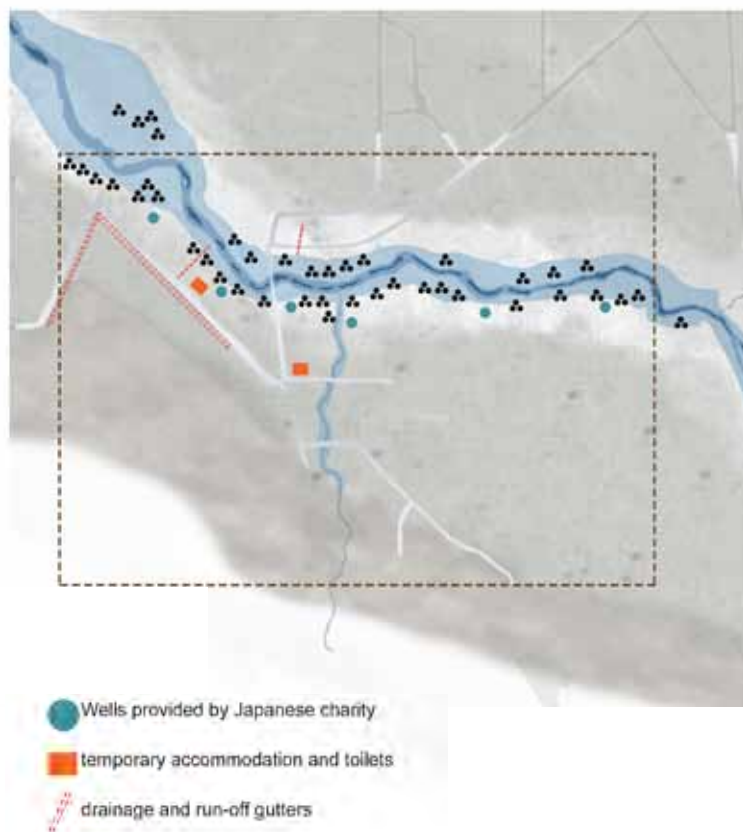 Wells provided by Japanese charity
temporary accommodation and toilets
drainage and run-off gutters